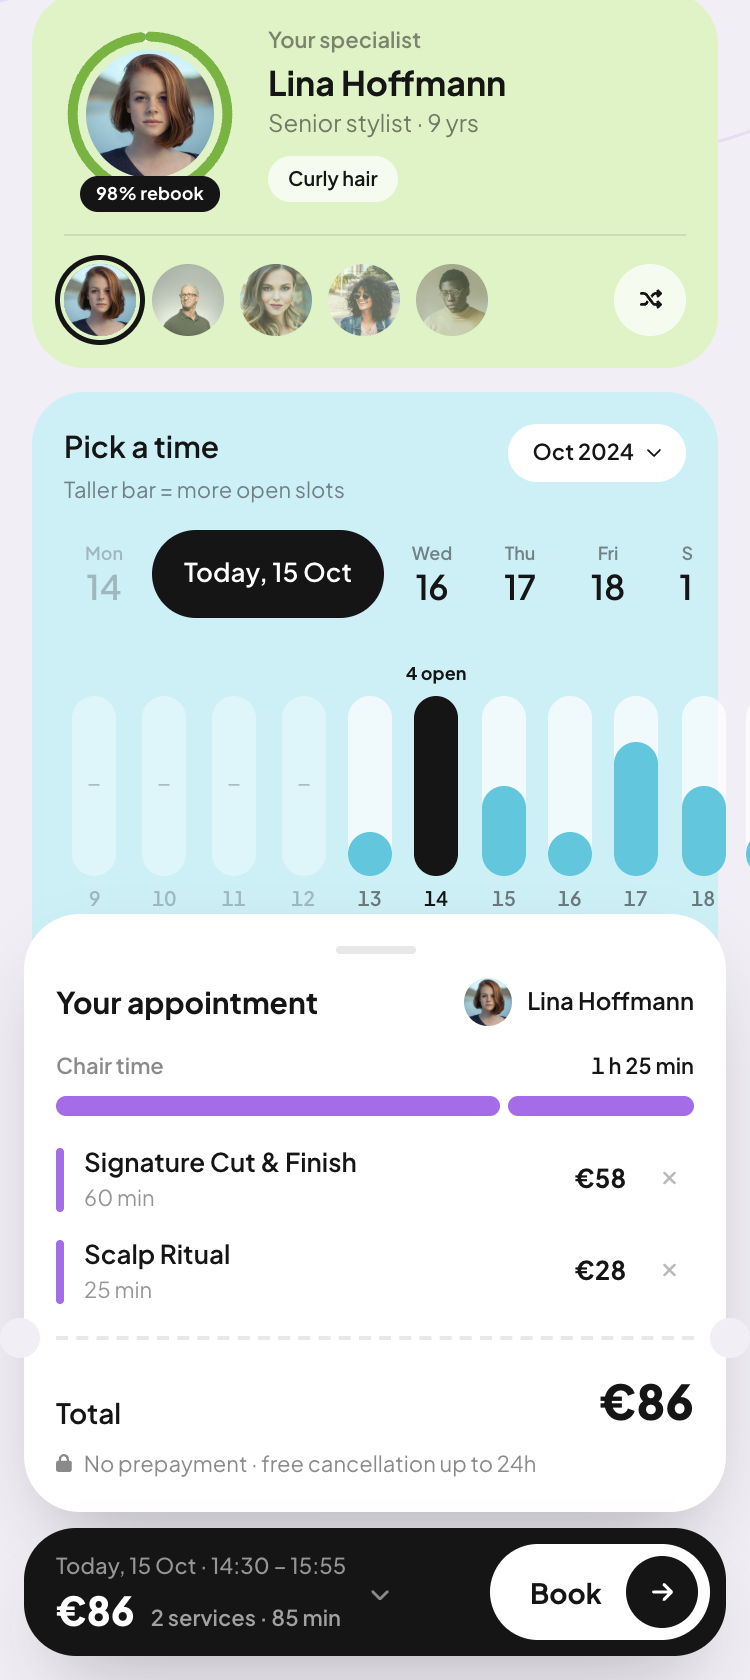 Your specialist
Lina Hoffmann
Senior stylist · 9 yrs
Curly hair
98% rebook
Pick a time
Oct 2024
Taller bar = more open slots
Mon
14
Today, 15 Oct
Wed
16
Thu
17
Fri
18
S
1
4 open
– – – –
9 10 11 12 13 14 15 16 17 18
Your appointment
Lina Hoffmann
Chair time
1 h 25 min
Signature Cut & Finish
60 min
€58 ×
Scalp Ritual
25 min
€28 ×
Total
€86
No prepayment · free cancellation up to 24h
Today, 15 Oct · 14:30 – 15:55
€86 2 services · 85 min
Book